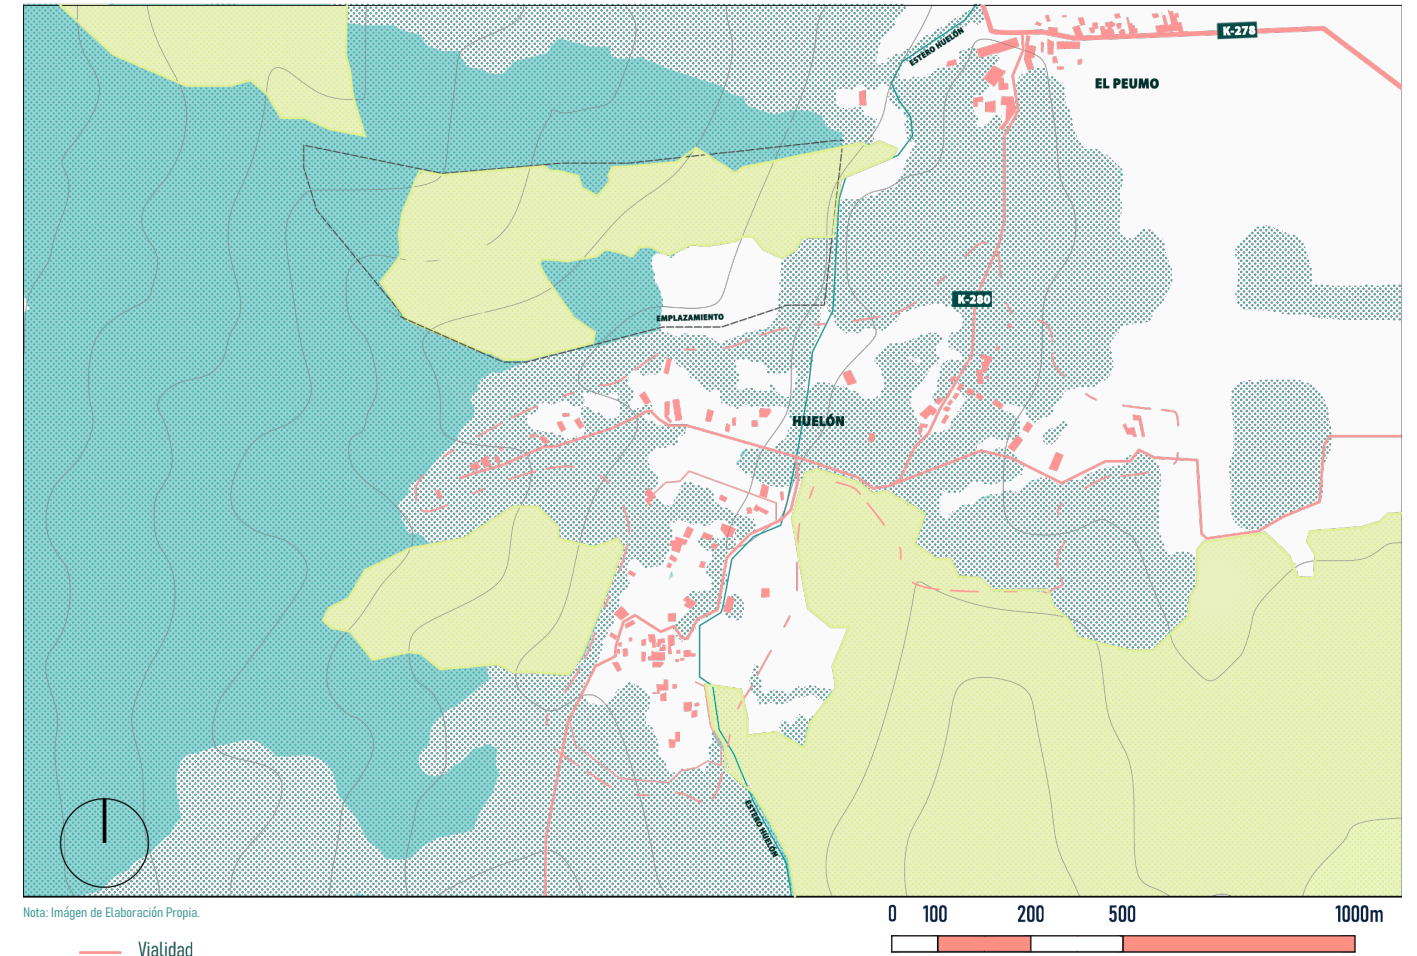 ESTERO HUELÓN
K-278
EL PEUMO
K-280
EMPLAZAMIENTO
HUELÓN
ESTERO HUELÓN
Nota: Imágen de Elaboración Propia.
0 100 200 500 1000m
Vialidad